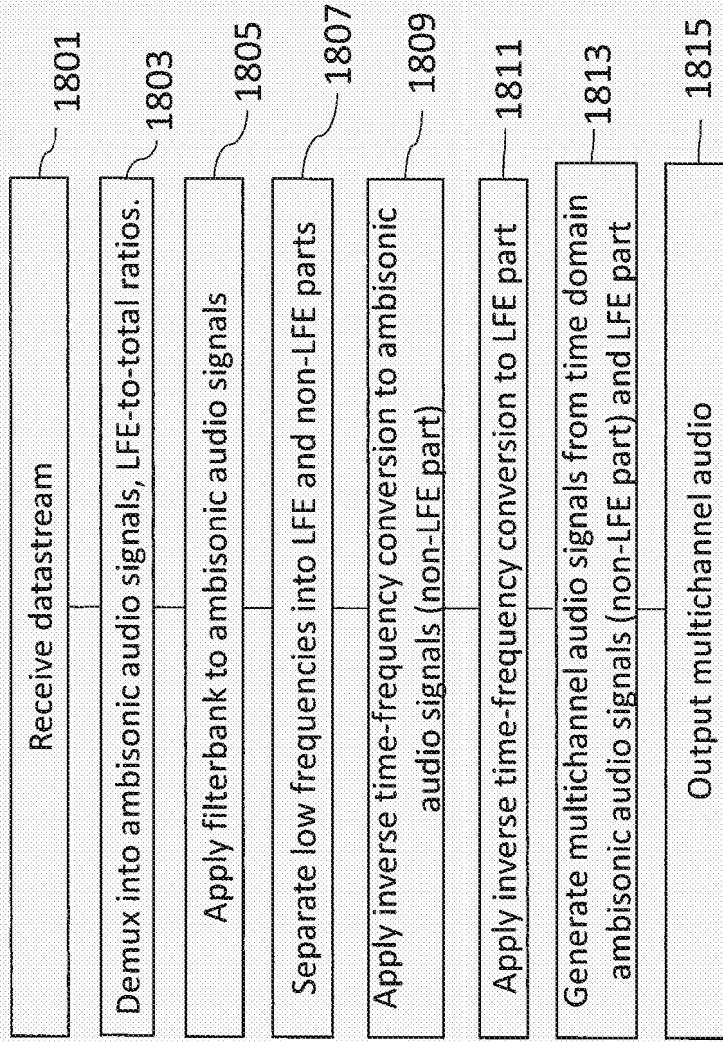 Receive datastream
1801
Demux into ambisonic audio signals, LFE-to-total ratios.
1803
Apply filterbank to ambisonic audio signals
1805
Separate low frequencies into LFE and non-LFE parts
1807
Apply inverse time-frequency conversion to ambisonic
audio signals (non-LFE part)
1809
Apply inverse time-frequency conversion to LFE part
1811
Generate multichannel audio signals from time domain
ambisonic audio signals (non-LFE part) and LFE part
1813
Output multichannel audio
1815